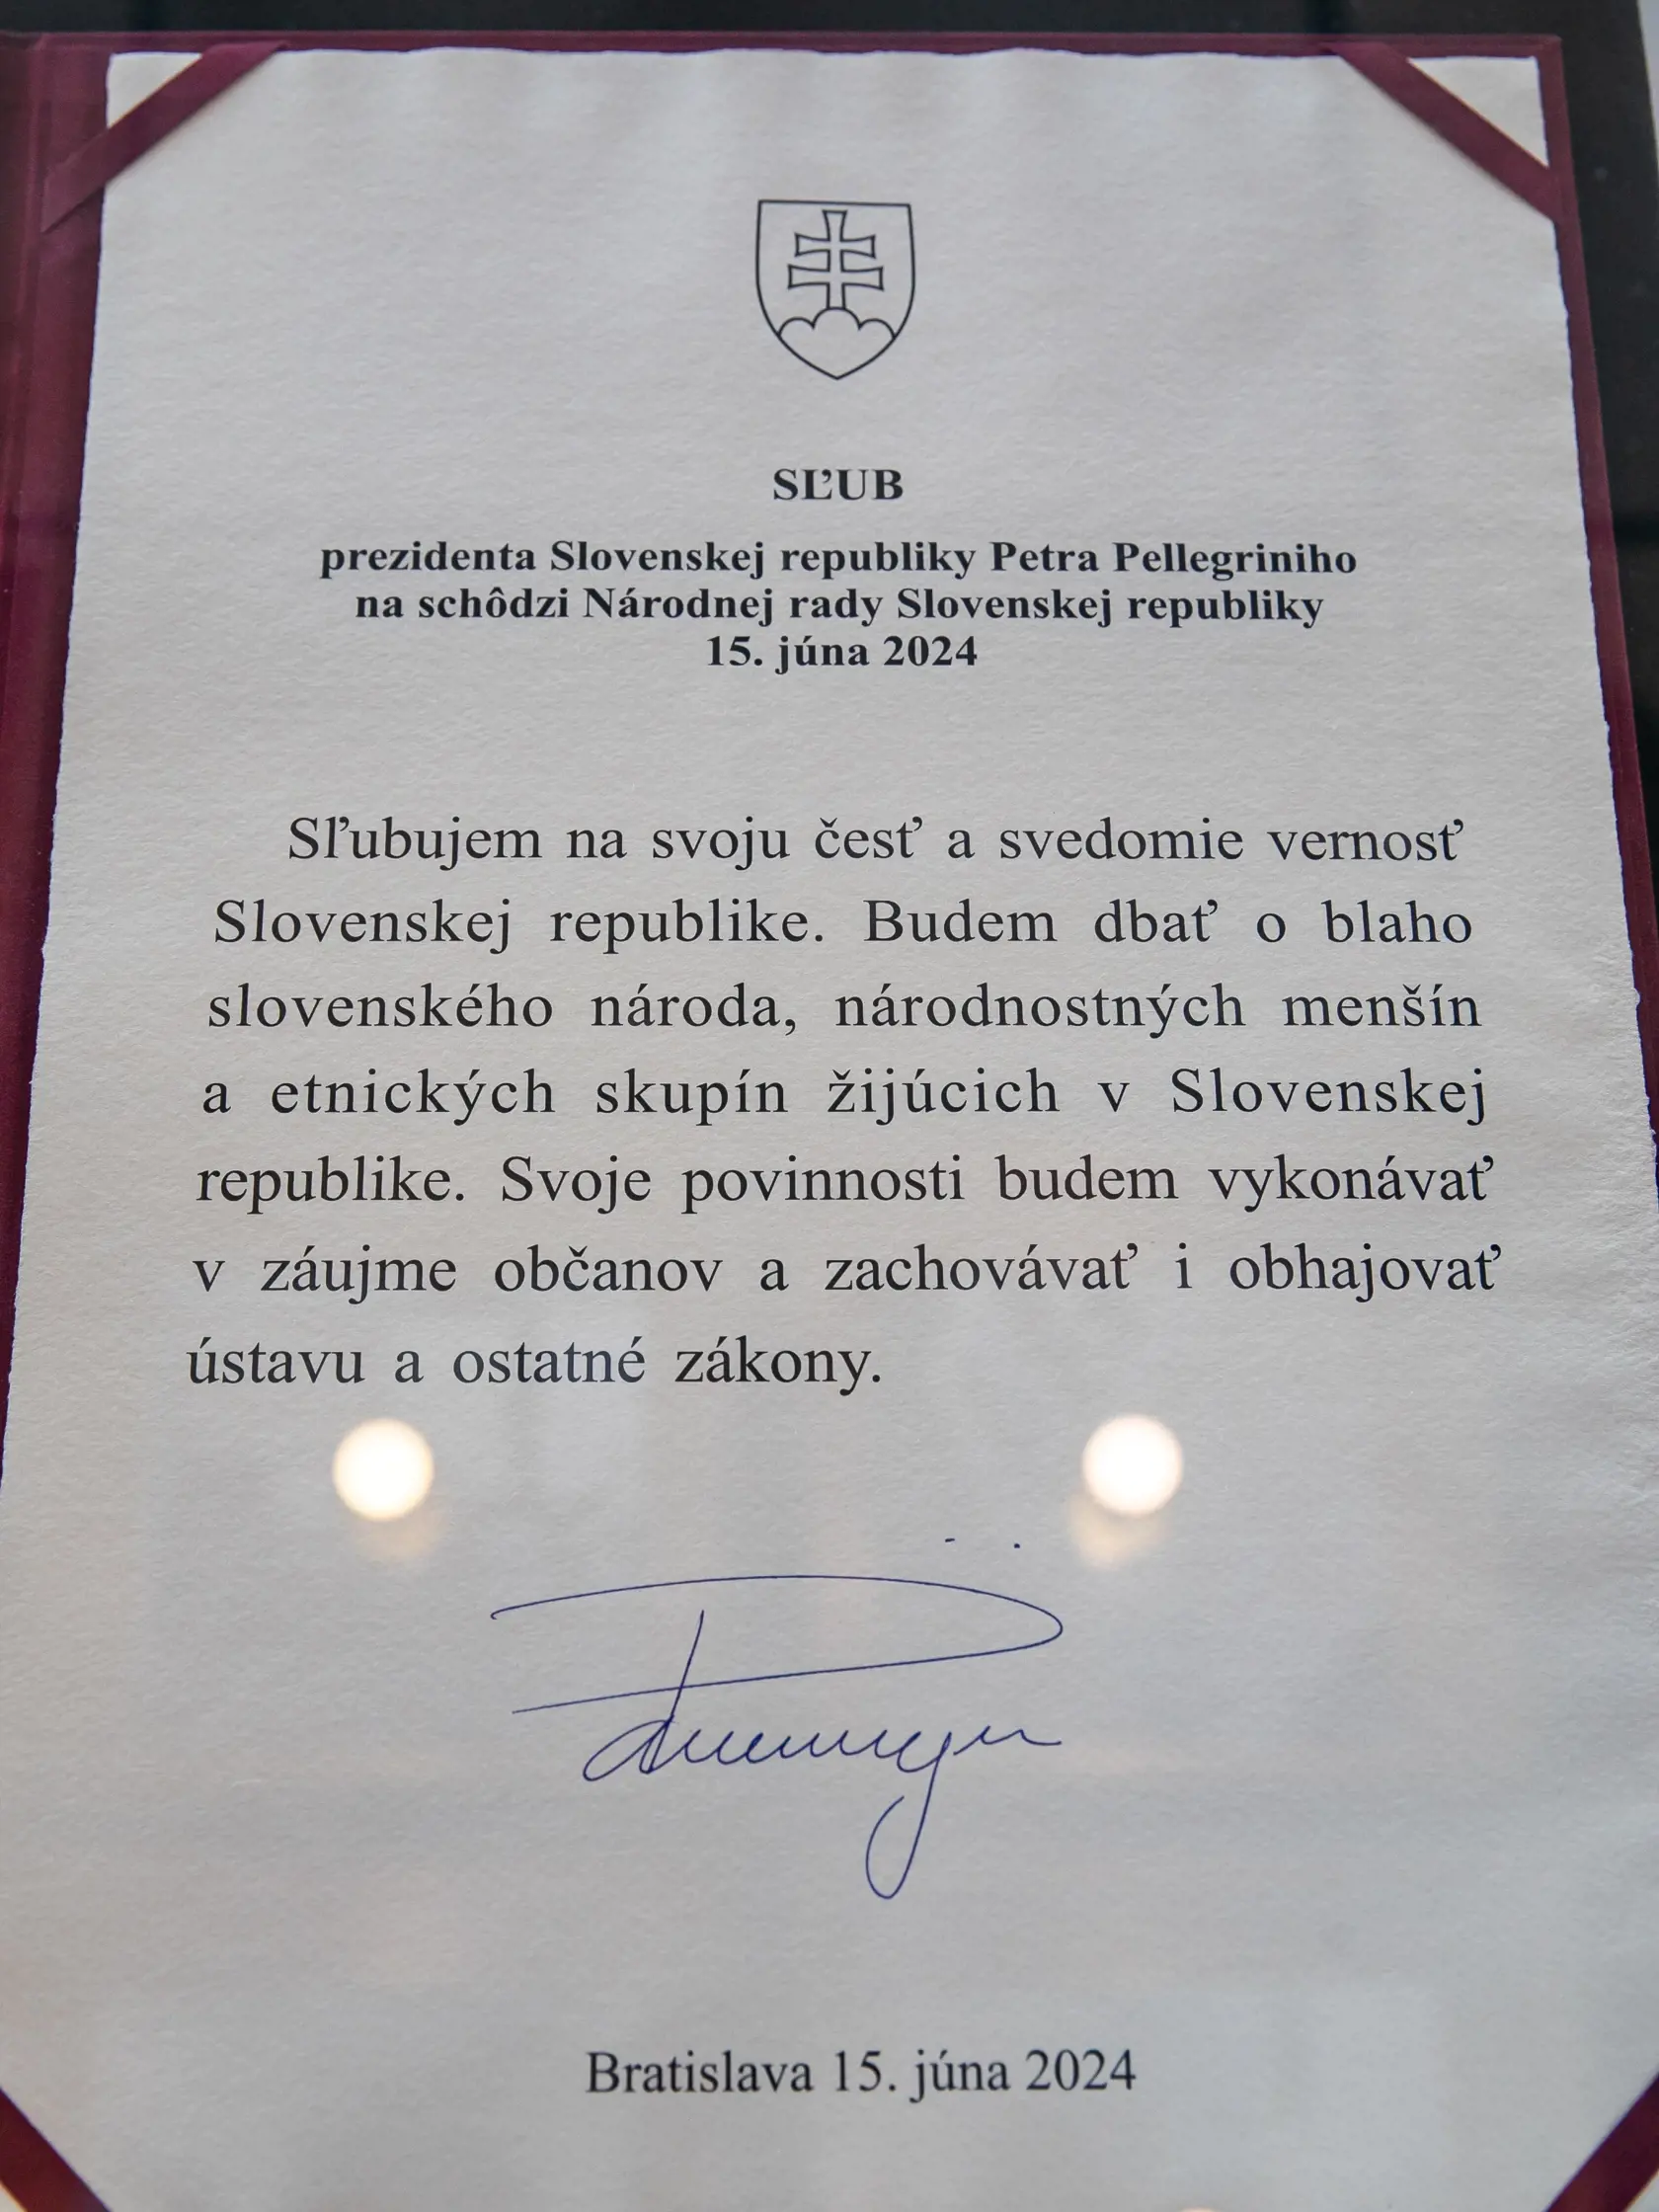 SĽUB
prezidenta Slovenskej republiky Petra Pellegriniho
na schôdzi Národnej rady Slovenskej republiky
15. júna 2024
Sľubujem na svoju česť a svedomie vernosť
Slovenskej republike. Budem dbať o blaho
slovenského národa, národnostných menšín
a etnických skupín žijúcich v Slovenskej
republike. Svoje povinnosti budem vykonávať
v záujme občanov a zachovávať i obhajovať
ústavu a ostatné zákony.
Bratislava 15. júna 2024